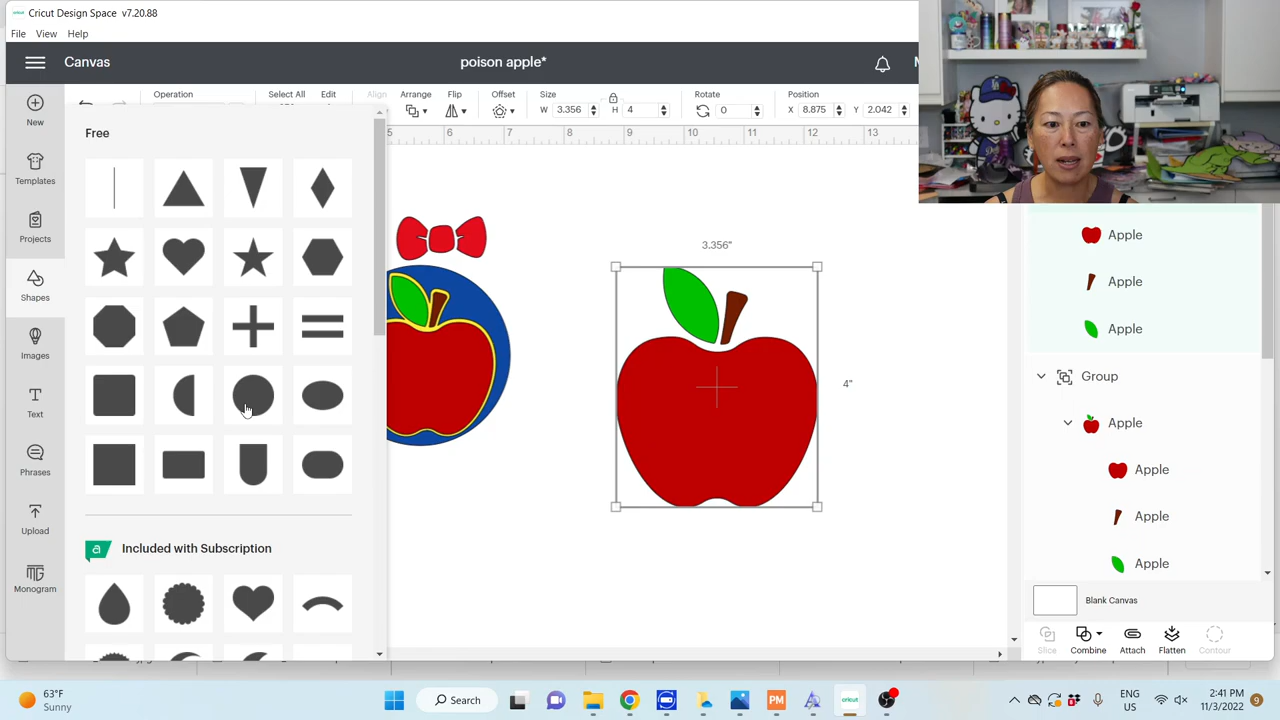 Cricut Design Space v7.20.88
File View Help
Canvas
poison apple*
Operation Select All Edit Align Arrange Flip Offset Size Rotate Position
W 3.356 H 4 0 X 8.875 Y 2.042
New
Templates
Projects
Shapes
Images
Text
Phrases
Upload
Monogram
Free
Included with Subscription
5 6 7 8 9 10 11 12 13
3.356"
4"
Apple
Apple
Apple
Group
Apple
Apple
Apple
Apple
Blank Canvas
Slice Combine Attach Flatten Contour
63°F
Sunny
Search
PM
ENG
US
2:41 PM
11/3/2022
9